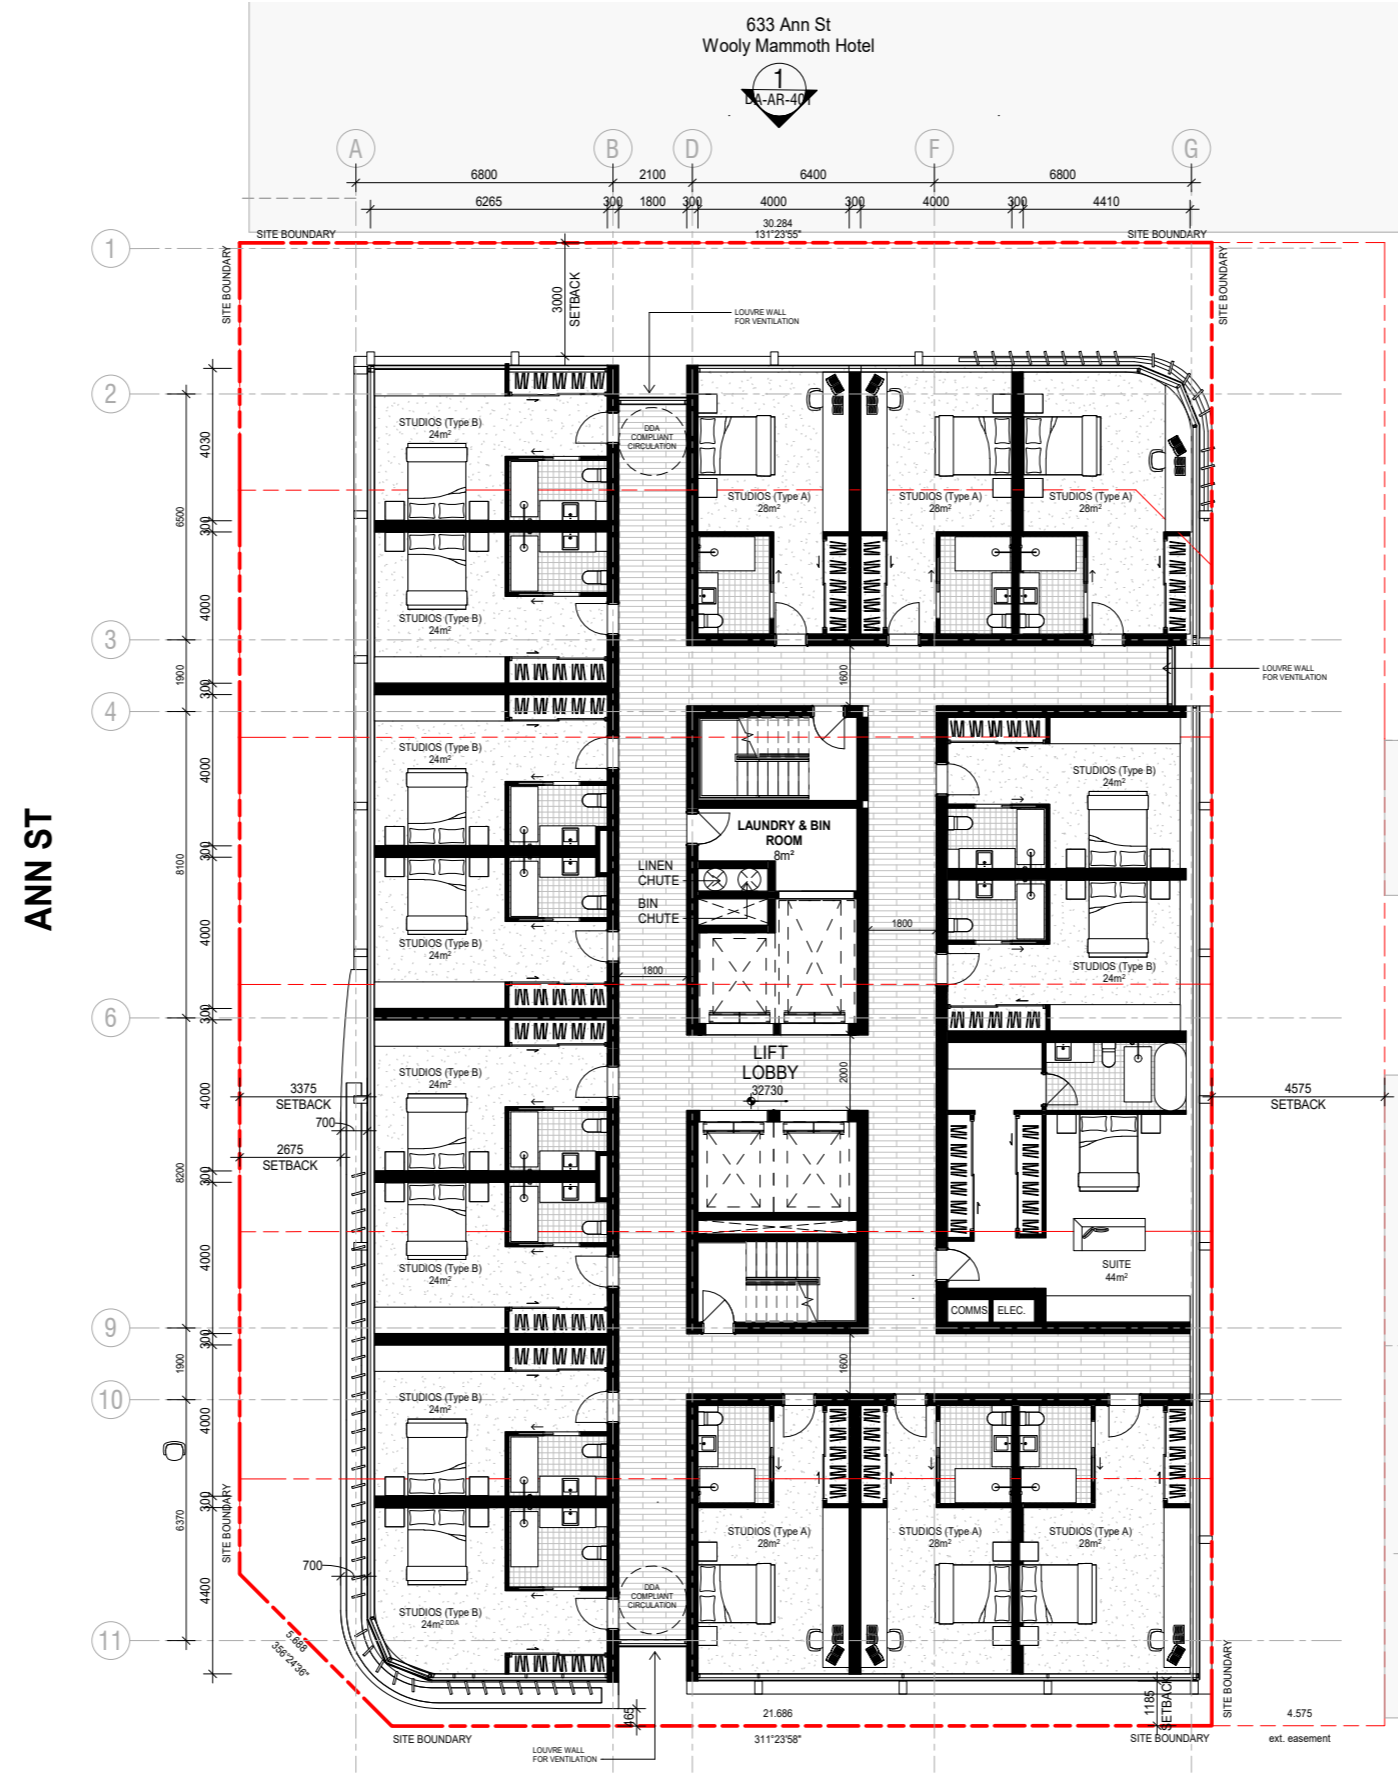 633 Ann St
Wooly Mammoth Hotel
1
DA-AR-401
A
B
D
F
G
6800
2100
6400
6800
6265
300
1800
300
4000
300
4000
300
4410
30.284
131°23'55"
SITE BOUNDARY
SITE BOUNDARY
SITE BOUNDARY
SITE BOUNDARY
1
3000
SETBACK
LOUVRE WALL
FOR VENTILATION
2
STUDIOS (Type B)
24m²
DDA
COMPLIANT
CIRCULATION
4030
6500
300
STUDIOS (Type A)
28m²
STUDIOS (Type A)
28m²
STUDIOS (Type A)
28m²
4000
STUDIOS (Type B)
24m²
3
1900
300
1600
LOUVRE WALL
FOR VENTILATION
4
STUDIOS (Type B)
24m²
4000
STUDIOS (Type B)
24m²
ANN ST
LAUNDRY & BIN
ROOM
8m²
300
8100
LINEN
CHUTE
BIN
CHUTE
4000
STUDIOS (Type B)
24m²
1800
1800
STUDIOS (Type B)
24m²
6
300
LIFT
LOBBY
32730
2000
STUDIOS (Type B)
24m²
3375
SETBACK
4000
700
2675
SETBACK
4575
SETBACK
8200
300
STUDIOS (Type B)
24m²
4000
SUITE
44m²
COMMS
ELEC.
9
300
1900
1600
10
STUDIOS (Type B)
24m²
4000
300
6370
SITE BOUNDARY
STUDIOS (Type A)
28m²
STUDIOS (Type A)
28m²
STUDIOS (Type A)
28m²
700
4400
DDA
COMPLIANT
CIRCULATION
STUDIOS (Type B)
24m² DDA
11
5.688
356°24'36"
SITE BOUNDARY
465
1185
SETBACK
21.686
311°23'58"
SITE BOUNDARY
SITE BOUNDARY
4.575
ext. easement
LOUVRE WALL
FOR VENTILATION